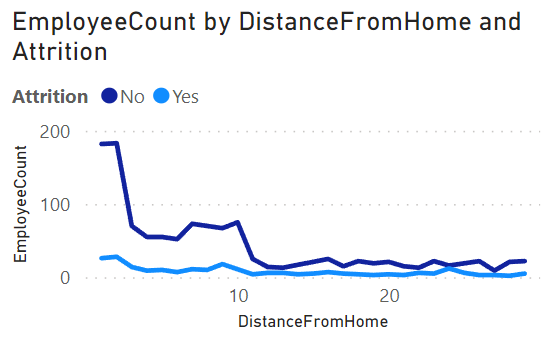 EmployeeCount by DistanceFromHome and
Attrition
Attrition No Yes
200
100
0
EmployeeCount
10 20
DistanceFromHome